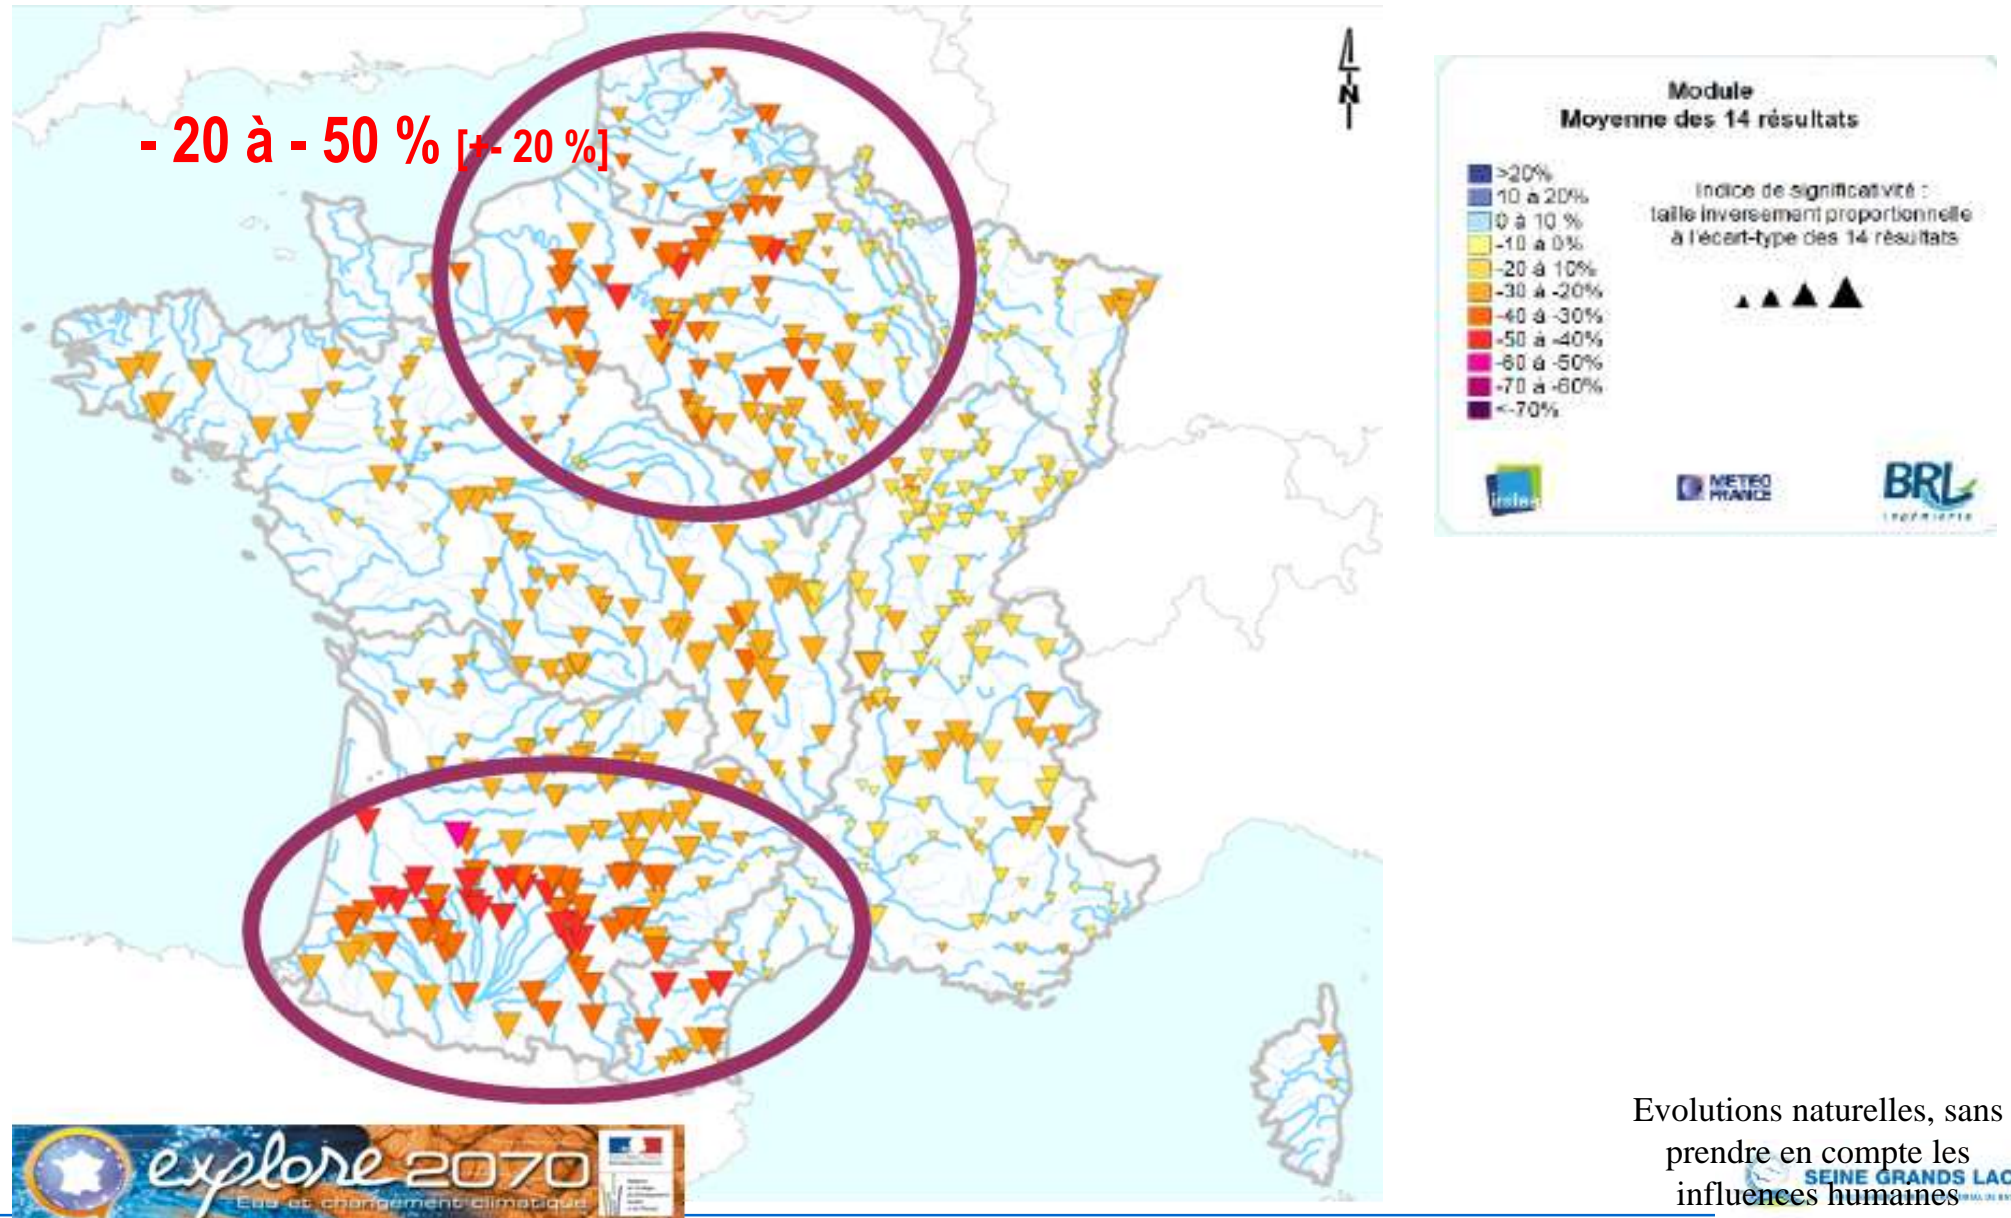 - 20 à - 50 % [+- 20 %]
N
Module
Moyenne des 14 résultats
>20%
10 à 20%
0 à 10 %
-10 à 0%
-20 à 10%
-30 à -20%
-40 à -30%
-50 à -40%
-60 à -50%
-70 à -60%
<-70%
Indice de significativité :
taille inversement proportionnelle
à l'écart-type des 14 résultats
METEO
FRANCE
BRL
Ingénierie
explore 2070
Eau et changement climatique
Evolutions naturelles, sans
prendre en compte les
influences humaines
SEINE GRANDS LAC